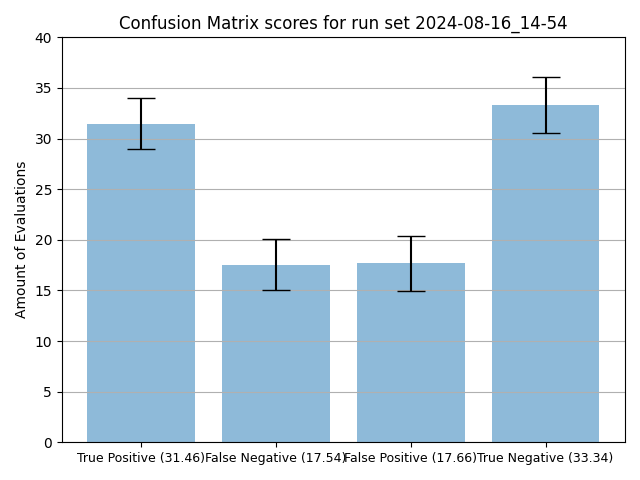 Confusion Matrix scores for run set 2024-08-16_14-54
40
35
30
25
20
15
10
5
0
Amount of Evaluations
True Positive (31.46)
False Negative (17.54)
False Positive (17.66)
True Negative (33.34)